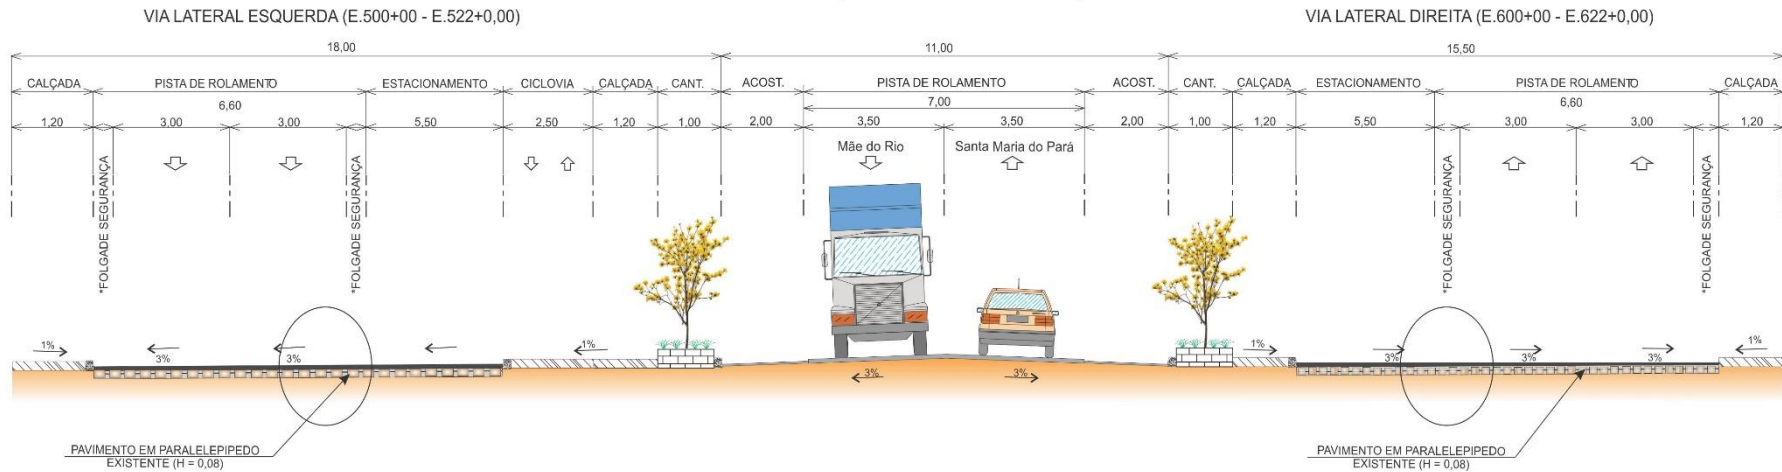 VIA LATERAL ESQUERDA (E.500+00 - E.522+0,00)
VIA LATERAL DIREITA (E.600+00 - E.622+0,00)
18,00
11,00
15,50
CALÇADA
PISTA DE ROLAMENTO
ESTACIONAMENTO
CICLOVIA
CALÇADA
CANT.
ACOST.
PISTA DE ROLAMENTO
ACOST.
CANT.
CALÇADA
ESTACIONAMENTO
PISTA DE ROLAMENTO
CALÇADA
6,60
7,00
6,60
1,20
3,00
3,00
5,50
2,50
1,20
1,00
2,00
3,50
3,50
2,00
1,00
1,20
5,50
3,00
3,00
1,20
Mãe do Rio
Santa Maria do Pará
*FOLGADE SEGURANÇA
*FOLGADE SEGURANÇA
*FOLGADE SEGURANÇA
*FOLGADE SEGURANÇA
1%
3%
3%
1%
3%
3%
1%
3%
3%
3%
1%
PAVIMENTO EM PARALELEPIPEDO
EXISTENTE (H = 0,08)
PAVIMENTO EM PARALELEPIPEDO
EXISTENTE (H = 0,08)